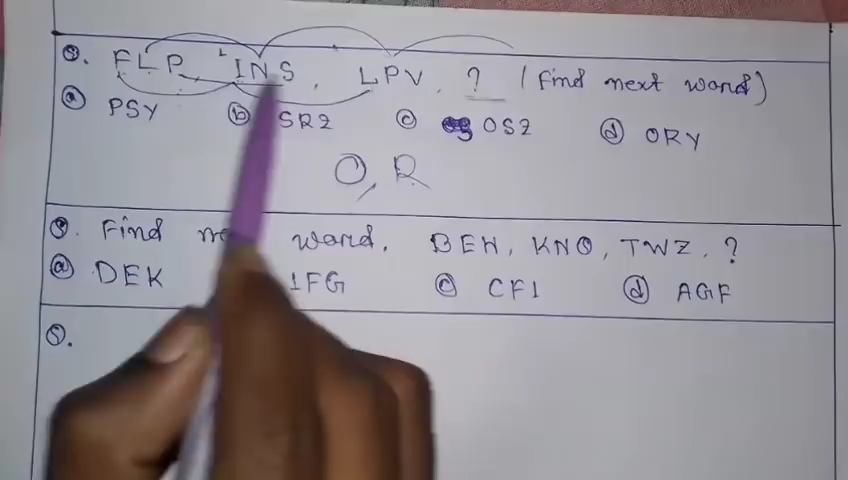 Q. FLP, INS, LPV, ? ( Find next word)
ⓐ PSY ⓑ SRZ ⓒ OSZ ⓓ ORY
O, R
Q. Find word, BEH, KNO, TWZ, ?
ⓐ DEK IFG ⓒ CFI ⓓ AGF
Q.